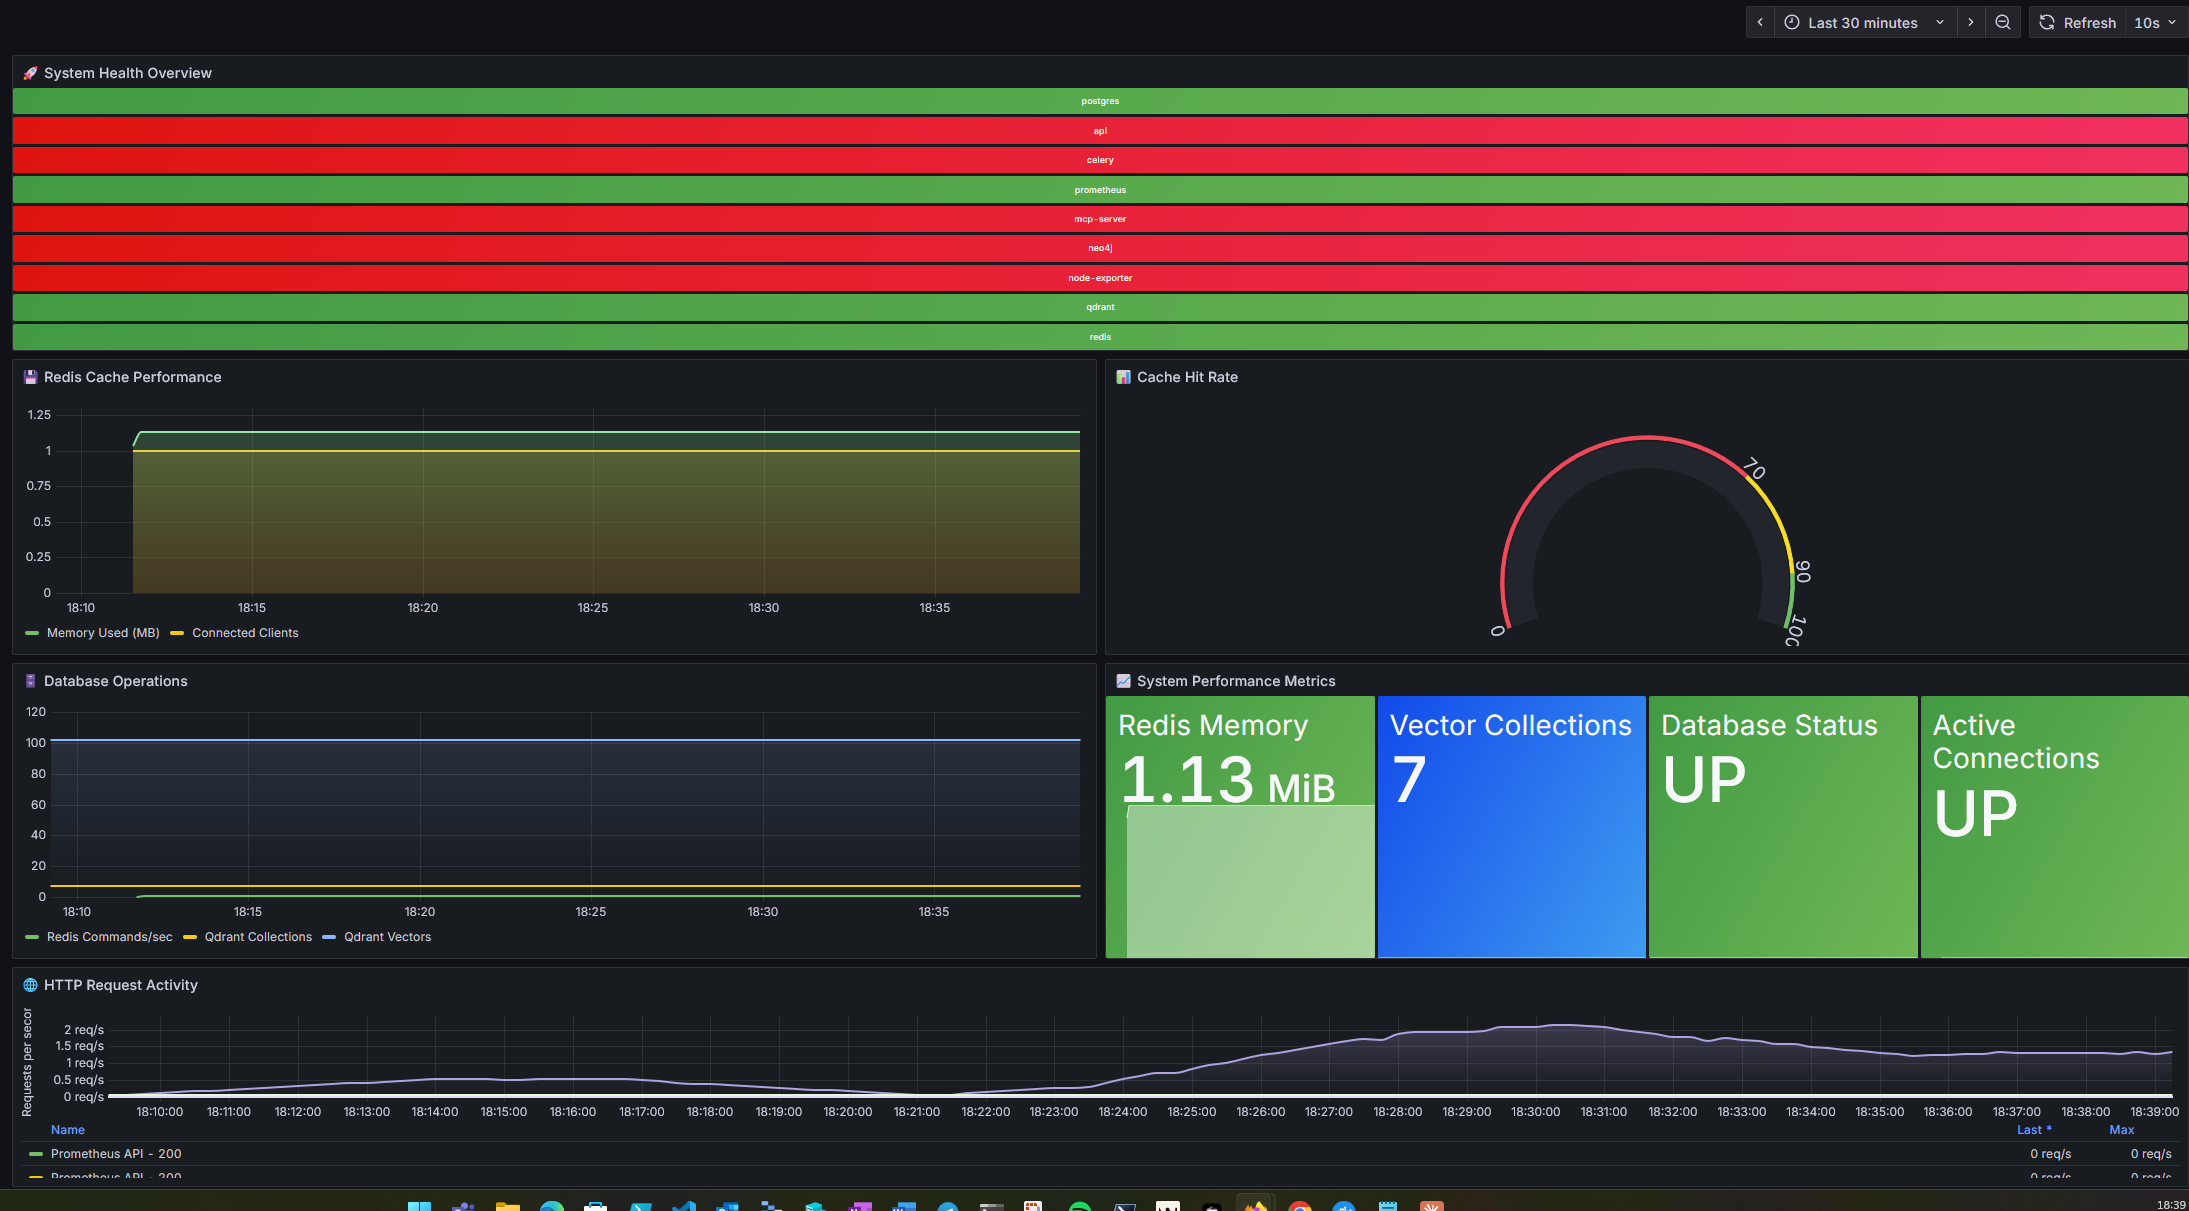 Last 30 minutes
Refresh
10s
System Health Overview
postgres
api
celery
prometheus
mcp-server
neo4j
node-exporter
qdrant
redis
Redis Cache Performance
1.25
1
0.75
0.5
0.25
0
18:10 18:15 18:20 18:25 18:30 18:35
Memory Used (MB) Connected Clients
Cache Hit Rate
0
70
90
100
Database Operations
120
100
80
60
40
20
0
18:10 18:15 18:20 18:25 18:30 18:35
Redis Commands/sec Qdrant Collections Qdrant Vectors
System Performance Metrics
Redis Memory
1.13 MiB
Vector Collections
7
Database Status
UP
Active
Connections
UP
HTTP Request Activity
Requests per secor
2 req/s
1.5 req/s
1 req/s
0.5 req/s
0 req/s
18:10:00 18:11:00 18:12:00 18:13:00 18:14:00 18:15:00 18:16:00 18:17:00 18:18:00 18:19:00 18:20:00 18:21:00 18:22:00 18:23:00 18:24:00 18:25:00 18:26:00 18:27:00 18:28:00 18:29:00 18:30:00 18:31:00 18:32:00 18:33:00 18:34:00 18:35:00 18:36:00 18:37:00 18:38:00 18:39:00
Name Last * Max
Prometheus API - 200 0 req/s 0 req/s
Prometheus API - 200 0 req/s 0 req/s
18:39